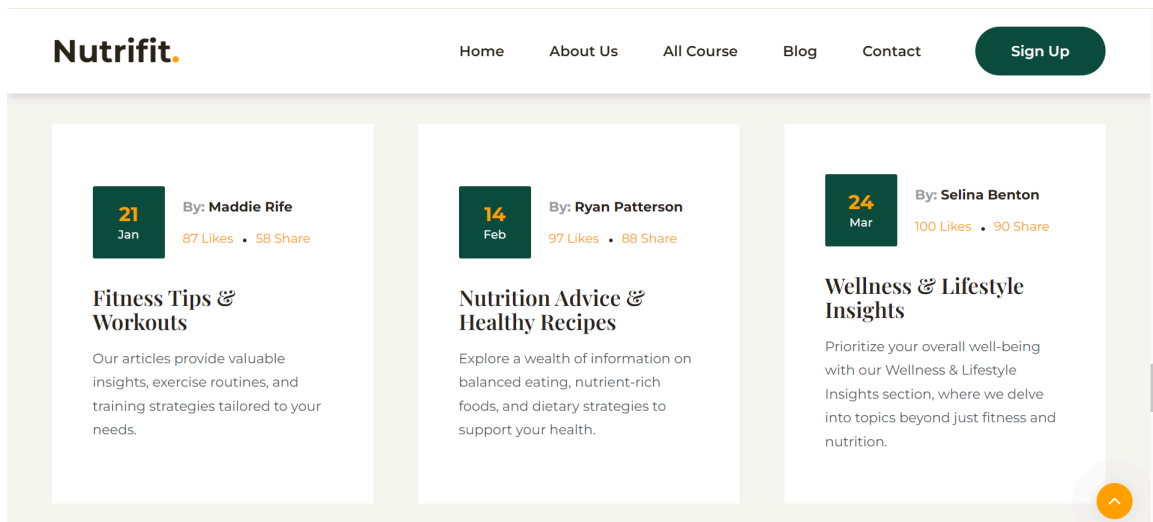 Nutrifit.
Home About Us All Course Blog Contact Sign Up
21
Jan
By: Maddie Rife
87 Likes • 58 Share
Fitness Tips &
Workouts
Our articles provide valuable
insights, exercise routines, and
training strategies tailored to your
needs.
14
Feb
By: Ryan Patterson
97 Likes • 88 Share
Nutrition Advice &
Healthy Recipes
Explore a wealth of information on
balanced eating, nutrient-rich
foods, and dietary strategies to
support your health.
24
Mar
By: Selina Benton
100 Likes • 90 Share
Wellness & Lifestyle
Insights
Prioritize your overall well-being
with our Wellness & Lifestyle
Insights section, where we delve
into topics beyond just fitness and
nutrition.